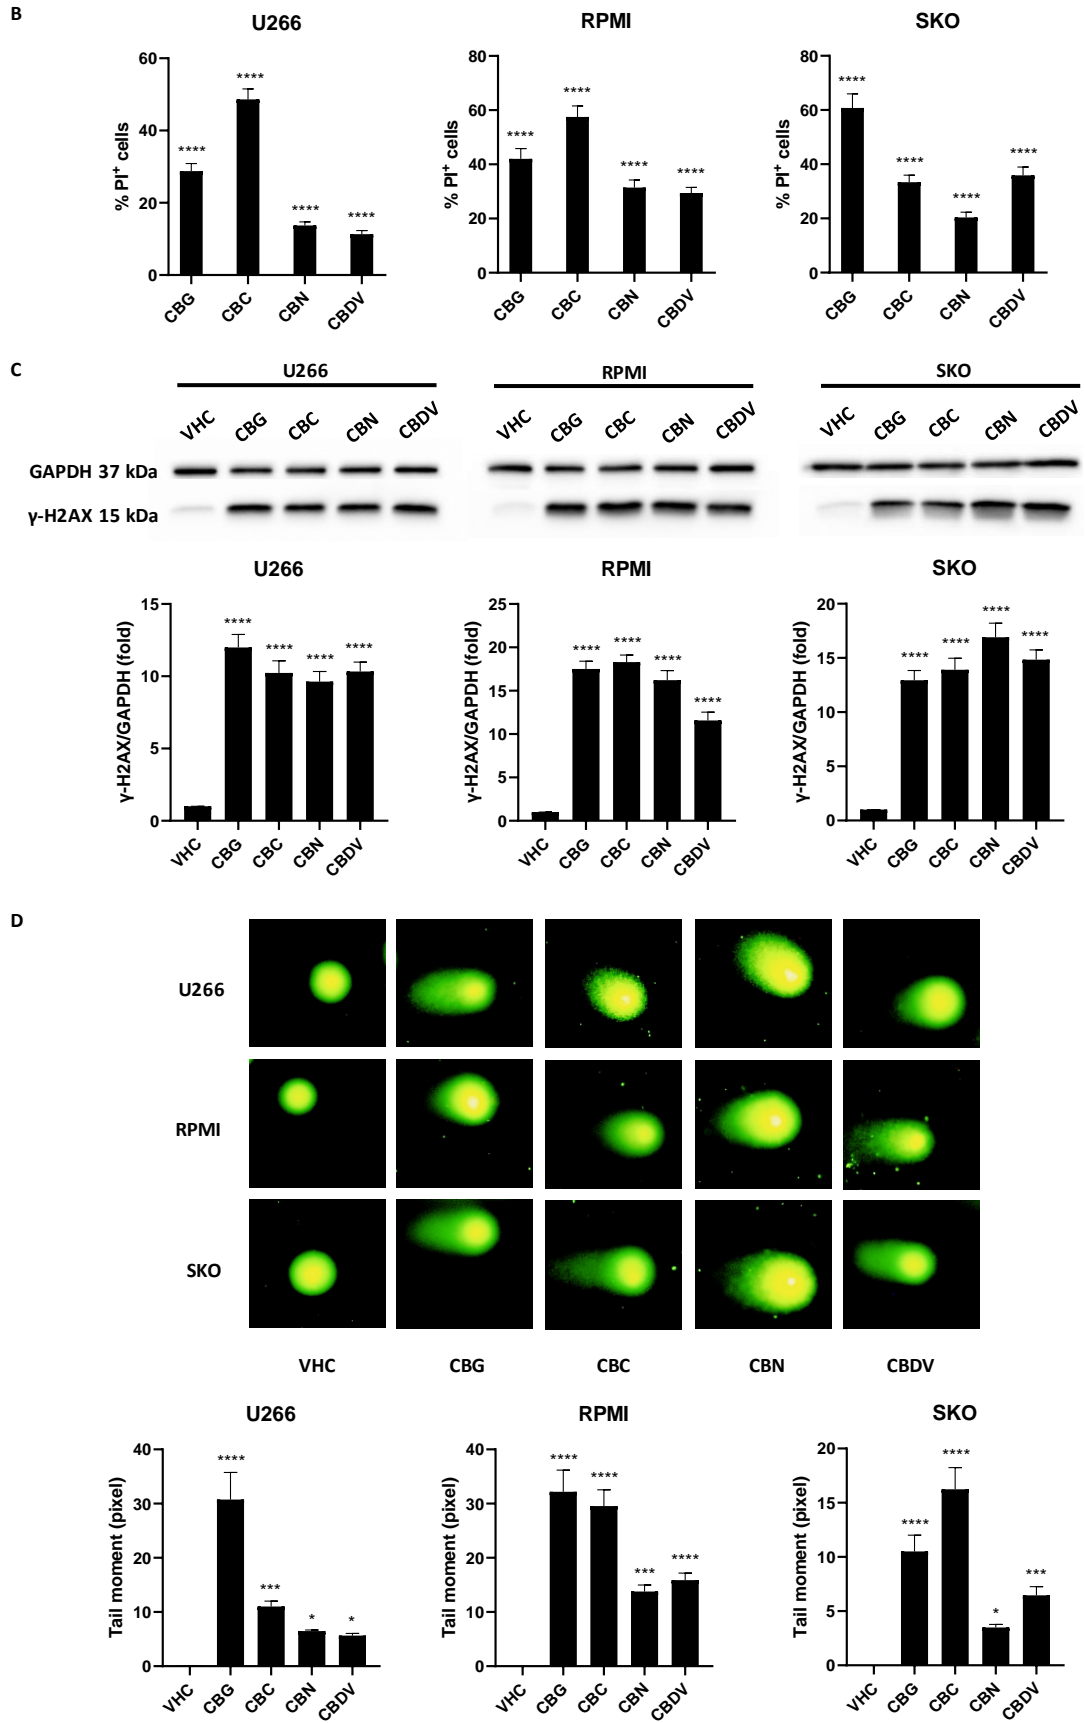 B
U266
RPMI
SKO
% PI+ cells
60
40
20
0
****
****
****
****
CBG
CBC
CBN
CBDV
% PI+ cells
80
60
40
20
0
****
****
****
****
CBG
CBC
CBN
CBDV
% PI+ cells
80
60
40
20
0
****
****
****
****
CBG
CBC
CBN
CBDV
C
U266
RPMI
SKO
VHC CBG CBC CBN CBDV
VHC CBG CBC CBN CBDV
VHC CBG CBC CBN CBDV
GAPDH 37 kDa
γ-H2AX 15 kDa
U266
RPMI
SKO
γ-H2AX/GAPDH (fold)
15
10
5
0
****
****
****
****
VHC
CBG
CBC
CBN
CBDV
γ-H2AX/GAPDH (fold)
25
20
15
10
5
0
****
****
****
****
VHC
CBG
CBC
CBN
CBDV
γ-H2AX/GAPDH (fold)
20
15
10
5
0
****
****
****
****
VHC
CBG
CBC
CBN
CBDV
D
U266
RPMI
SKO
VHC CBG CBC CBN CBDV
U266
RPMI
SKO
Tail moment (pixel)
40
30
20
10
0
****
***
*
*
VHC
CBG
CBC
CBN
CBDV
Tail moment (pixel)
40
30
20
10
0
****
****
***
****
VHC
CBG
CBC
CBN
CBDV
Tail moment (pixel)
20
15
10
5
0
****
****
*
***
VHC
CBG
CBC
CBN
CBDV